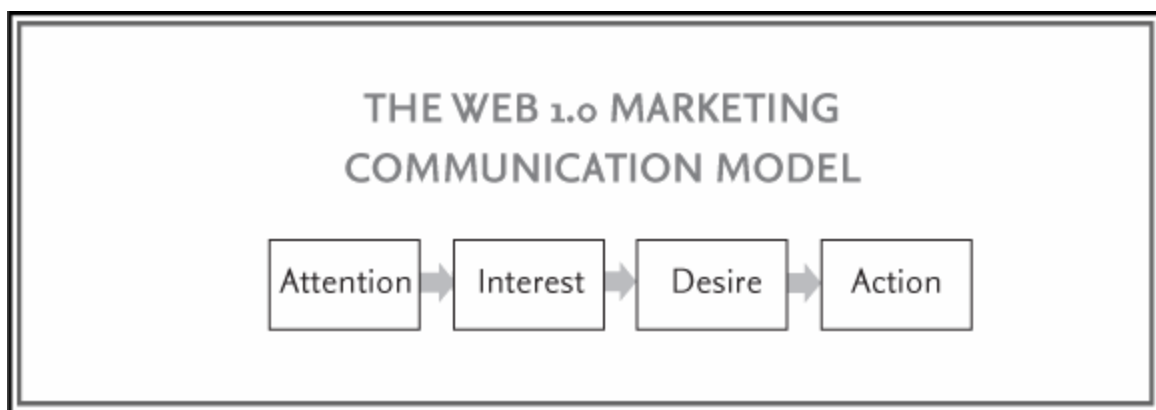 THE WEB 1.0 MARKETING
COMMUNICATION MODEL
Attention Interest Desire Action